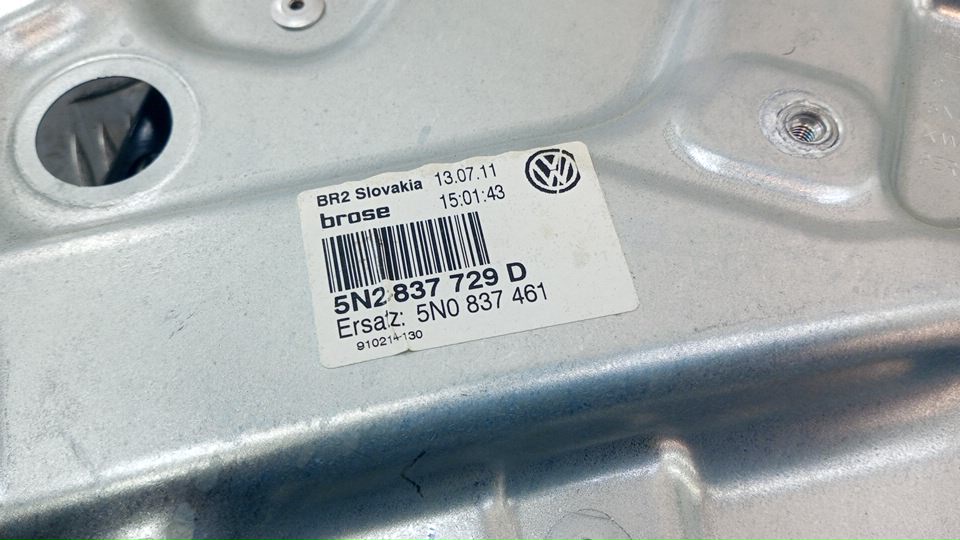 BR2 Slovakia 13.07.11
brose 15:01:43
5N2 837 729 D
Ersatz: 5N0 837 461
910214-130